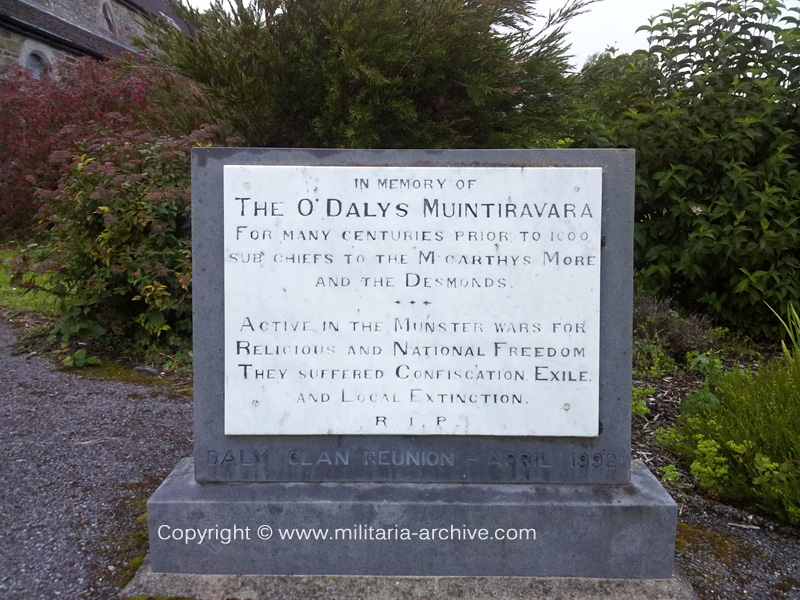 IN MEMORY OF
THE O'DALYS MUINTIRAVARA
FOR MANY CENTURIES PRIOR TO 1600
SUB CHIEFS TO THE McCARTHYS MORE
AND THE DESMONDS.
ACTIVE IN THE MUNSTER WARS FOR
RELIGIOUS AND NATIONAL FREEDOM
THEY SUFFERED CONFISCATION EXILE.
AND LOCAL EXTINCTION.
R.I.P.
DALY CLAN REUNION - APRIL 1992
Copyright © www.militaria-archive.com